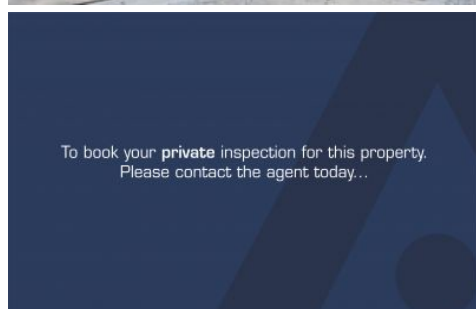 To book your private inspection for this property.
Please contact the agent today...